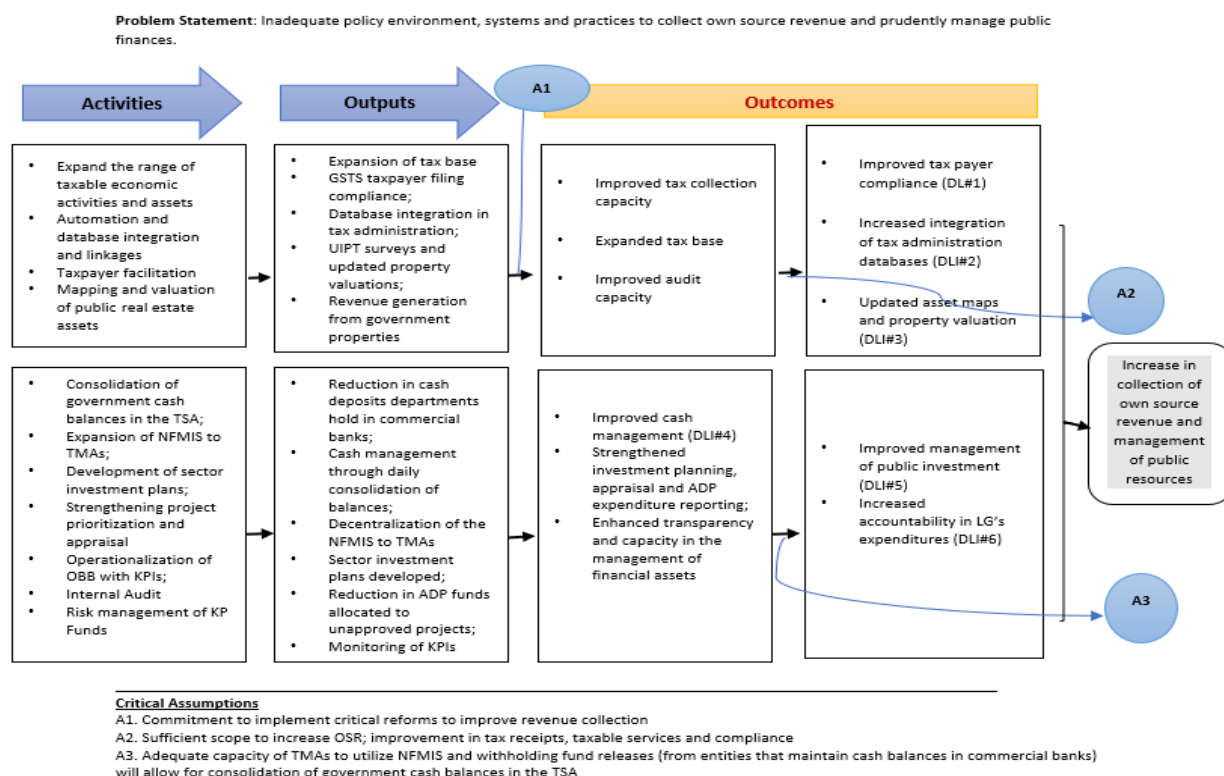 Problem Statement: Inadequate policy environment, systems and practices to collect own source revenue and prudently manage public
finances.
Activities
Outputs
A1
Outcomes
• Expand the range of
taxable economic
activities and assets
• Automation and
database integration
and linkages
• Taxpayer facilitation
• Mapping and valuation
of public real estate
assets
• Expansion of tax base
• GSTS taxpayer filing
compliance;
• Database integration in
tax administration;
• UIPT surveys and
updated property
valuations;
• Revenue generation
from government
properties
• Improved tax collection
capacity
• Expanded tax base
• Improved audit
capacity
• Improved tax payer
compliance (DL#1)
• Increased integration
of tax administration
databases (DLI#2)
• Updated asset maps
and property valuation
(DLI#3)
A2
Increase in
collection of
own source
revenue and
management
of public
resources
• Consolidation of
government cash
balances in the TSA;
• Expansion of NFMIS to
TMAs;
• Development of sector
investment plans;
• Strengthening project
prioritization and
appraisal
• Operationalization of
OBB with KPIs;
• Internal Audit
• Risk management of KP
Funds
• Reduction in cash
deposits departments
hold in commercial
banks;
• Cash management
through daily
consolidation of
balances;
• Decentralization of the
NFMIS to TMAs
• Sector investment
plans developed;
• Reduction in ADP funds
allocated to
unapproved projects;
• Monitoring of KPIs
• Improved cash
management (DLI#4)
• Strengthened
investment planning,
appraisal and ADP
expenditure reporting;
• Enhanced transparency
and capacity in the
management of
financial assets
• Improved management
of public investment
(DLI#5)
• Increased
accountability in LG's
expenditures (DLI#6)
A3
Critical Assumptions
A1. Commitment to implement critical reforms to improve revenue collection
A2. Sufficient scope to increase OSR; improvement in tax receipts, taxable services and compliance
A3. Adequate capacity of TMAs to utilize NFMIS and withholding fund releases (from entities that maintain cash balances in commercial banks)
will allow for consolidation of government cash balances in the TSA